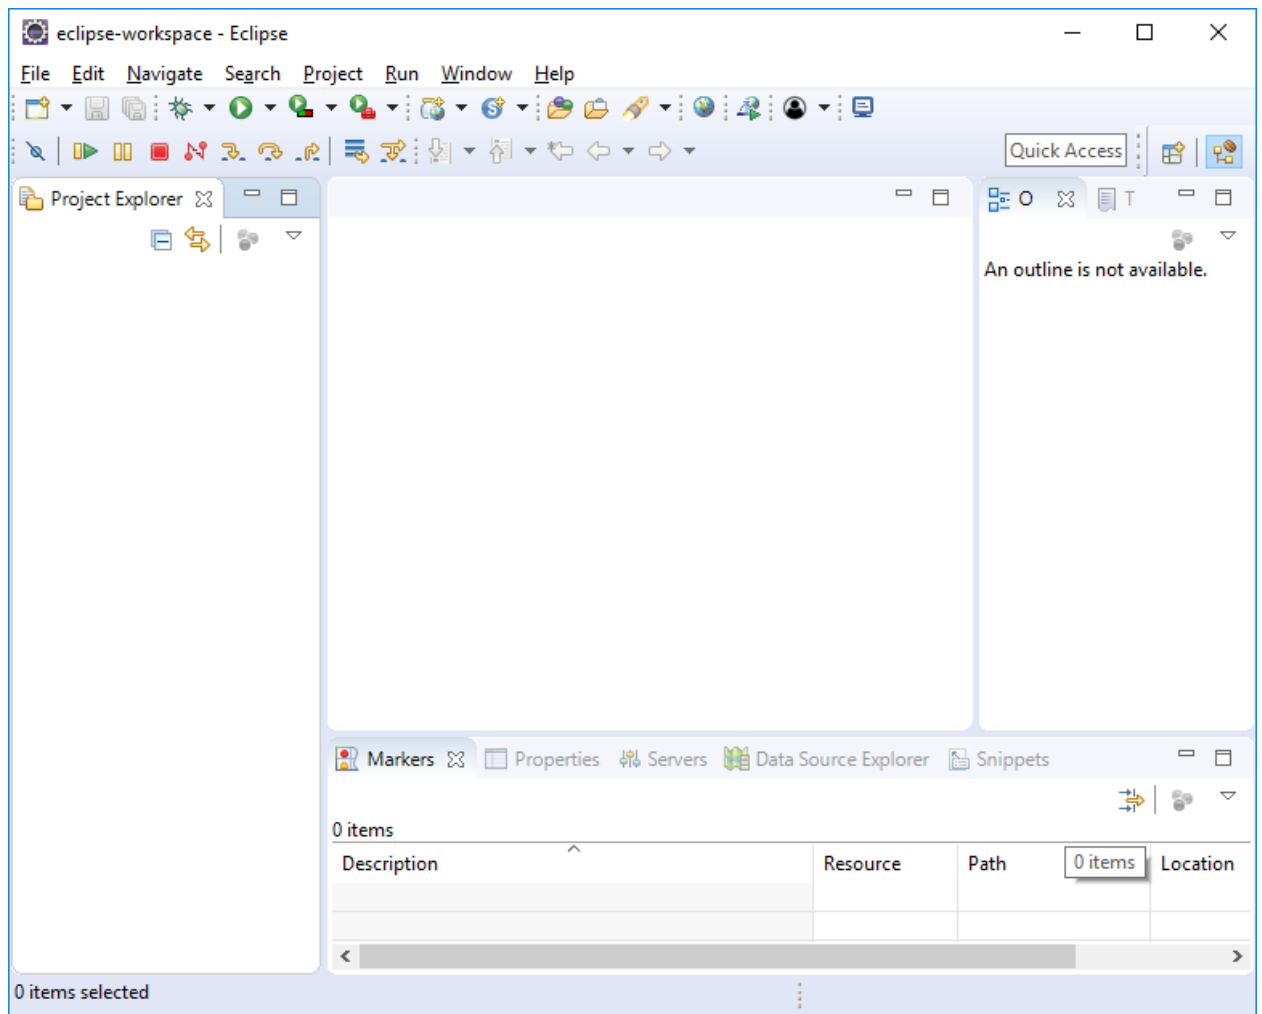 eclipse-workspace - Eclipse
File Edit Navigate Search Project Run Window Help
Quick Access
Project Explorer
O T
An outline is not available.
Markers Properties Servers Data Source Explorer Snippets
0 items
Description Resource Path 0 items Location
0 items selected